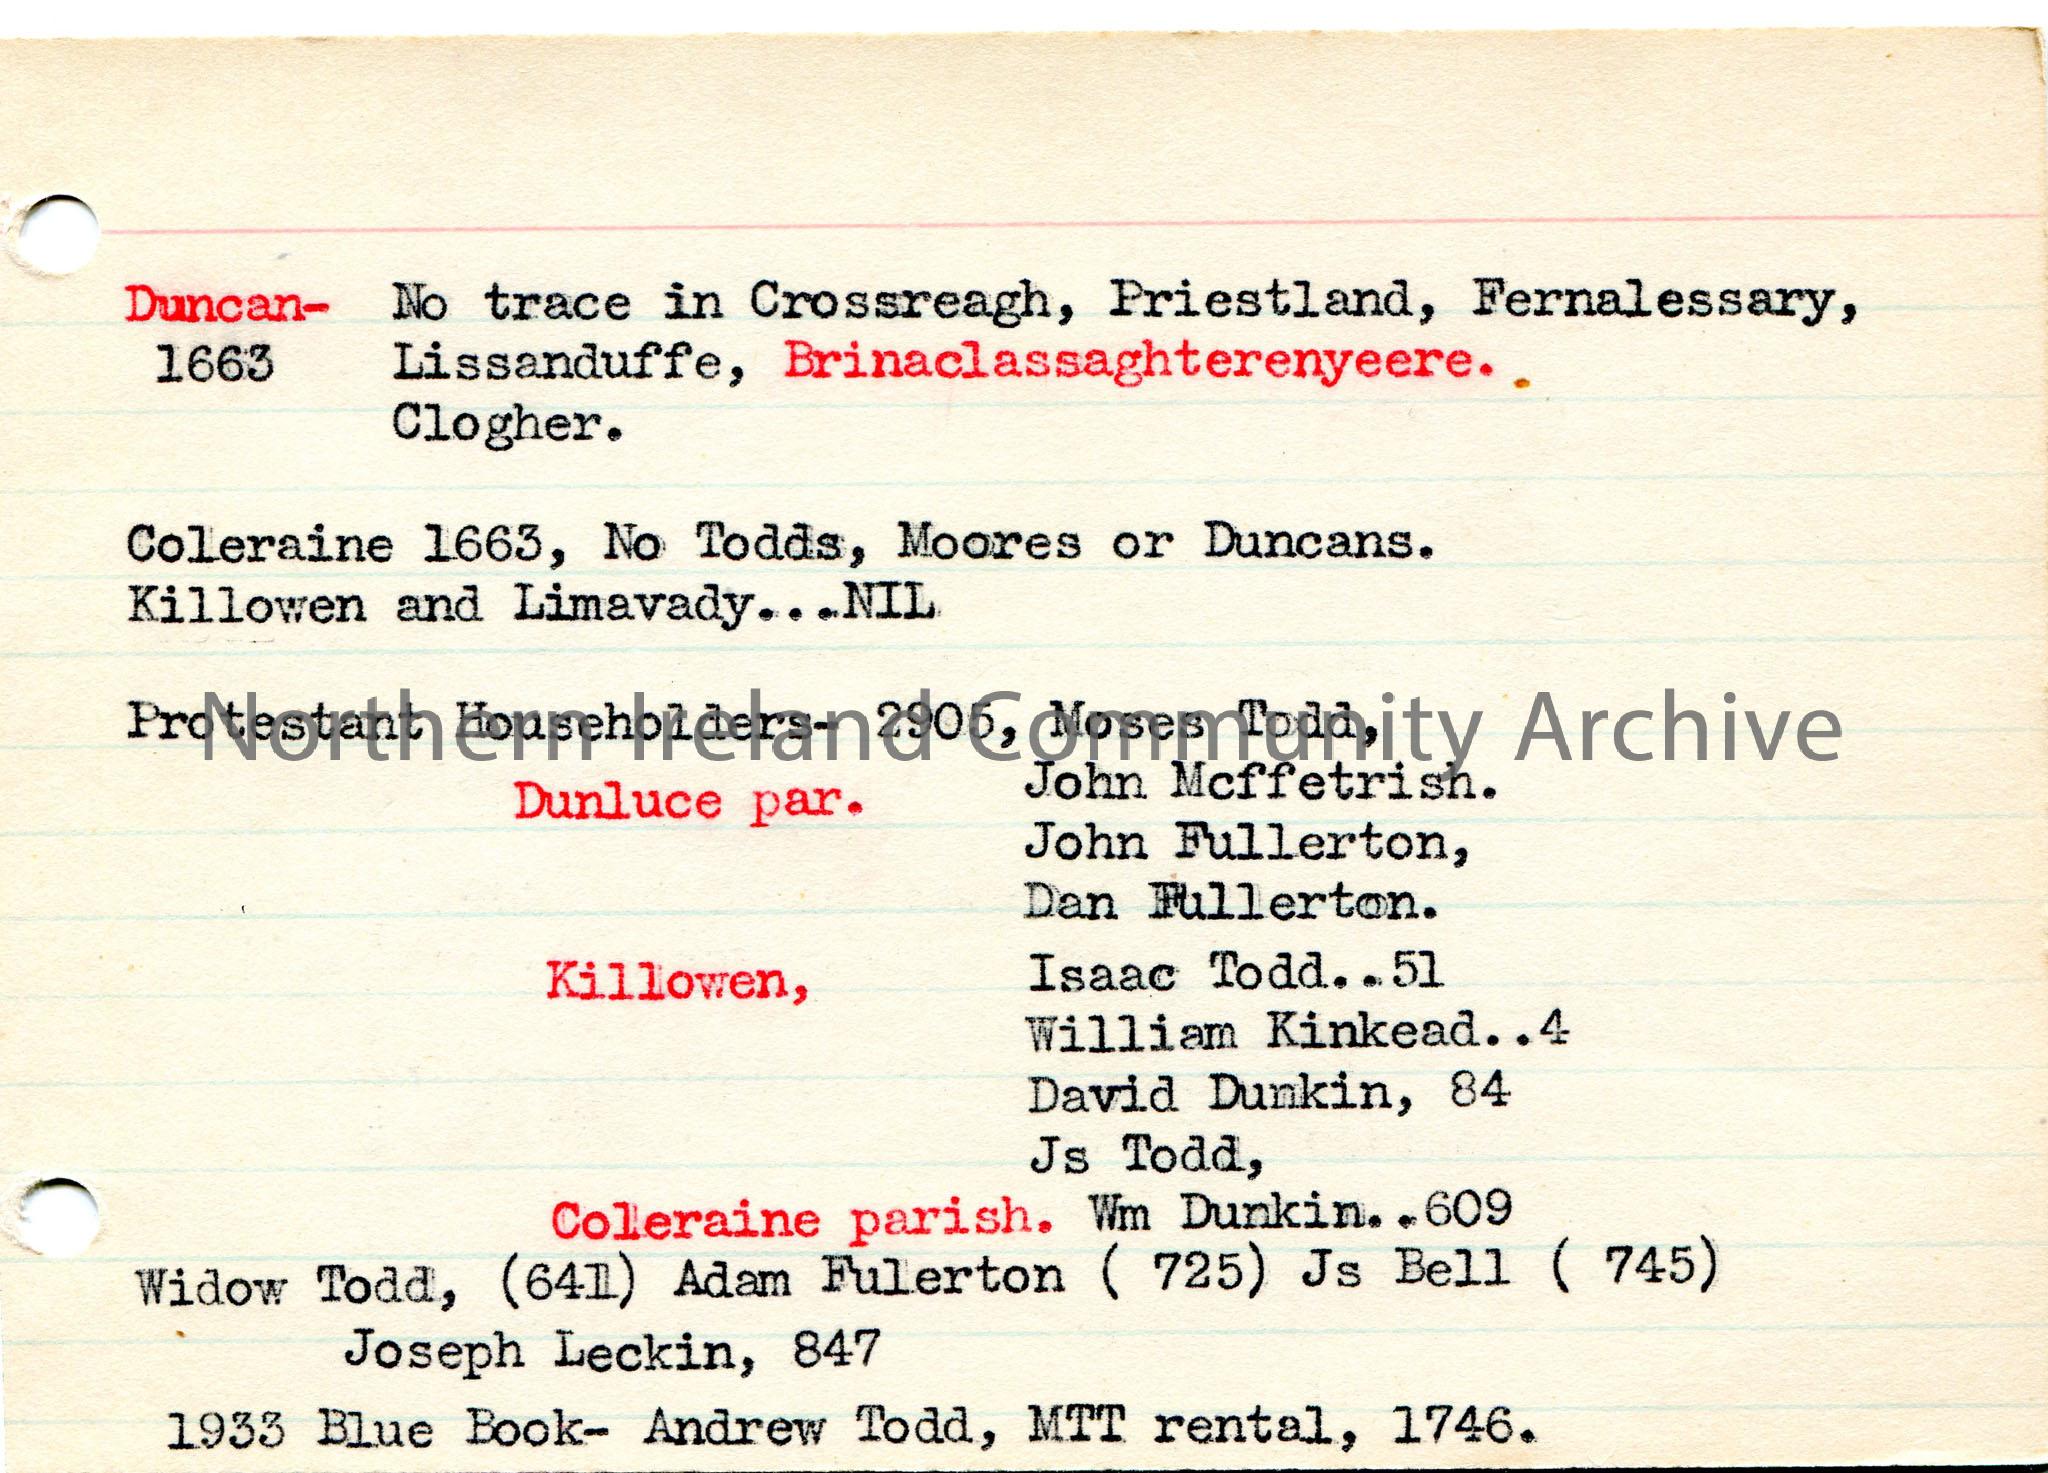 Duncan- No trace in Crossreagh, Priestland, Fernalessary,
1663 Lissanduffe, Brinaclassaghterenyeere.
Clogher.
Coleraine 1663, No Todds, Moores or Duncans.
Killowen and Limavady...NIL
Protestant Householders- 2905, Moses Todd,
Northern Ireland Community Archive
Dunluce par. John Mcffetrish.
John Fullerton,
Dan Fullerton.
Killowen, Isaac Todd..51
William Kinkead..4
David Dunkin, 84
Js Todd,
Coleraine parish. Wm Dunkin..609
Widow Todd, (641) Adam Fulerton ( 725) Js Bell ( 745)
Joseph Leckin, 847
1933 Blue Book- Andrew Todd, MTT rental, 1746.